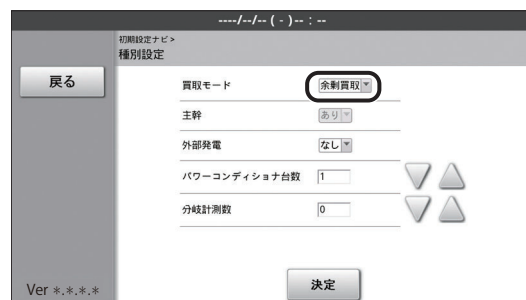 ----/--/-- ( - )-- : --
初期設定ナビ>
種別設定
戻る
買取モード 余剰買取
主幹 あり
外部発電 なし
パワーコンディショナ台数 1
分岐計測数 0
決定
Ver *.*.*.*